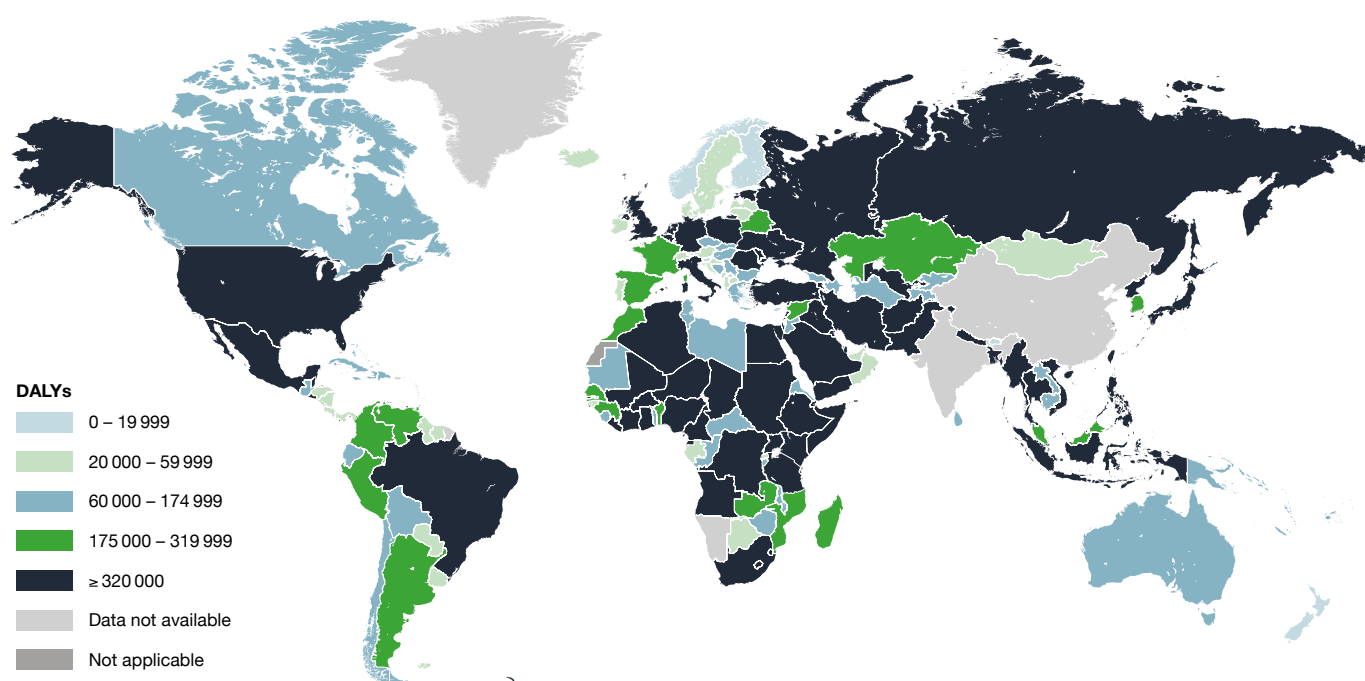 DALYs
0 – 19 999
20 000 – 59 999
60 000 – 174 999
175 000 – 319 999
≥ 320 000
Data not available
Not applicable